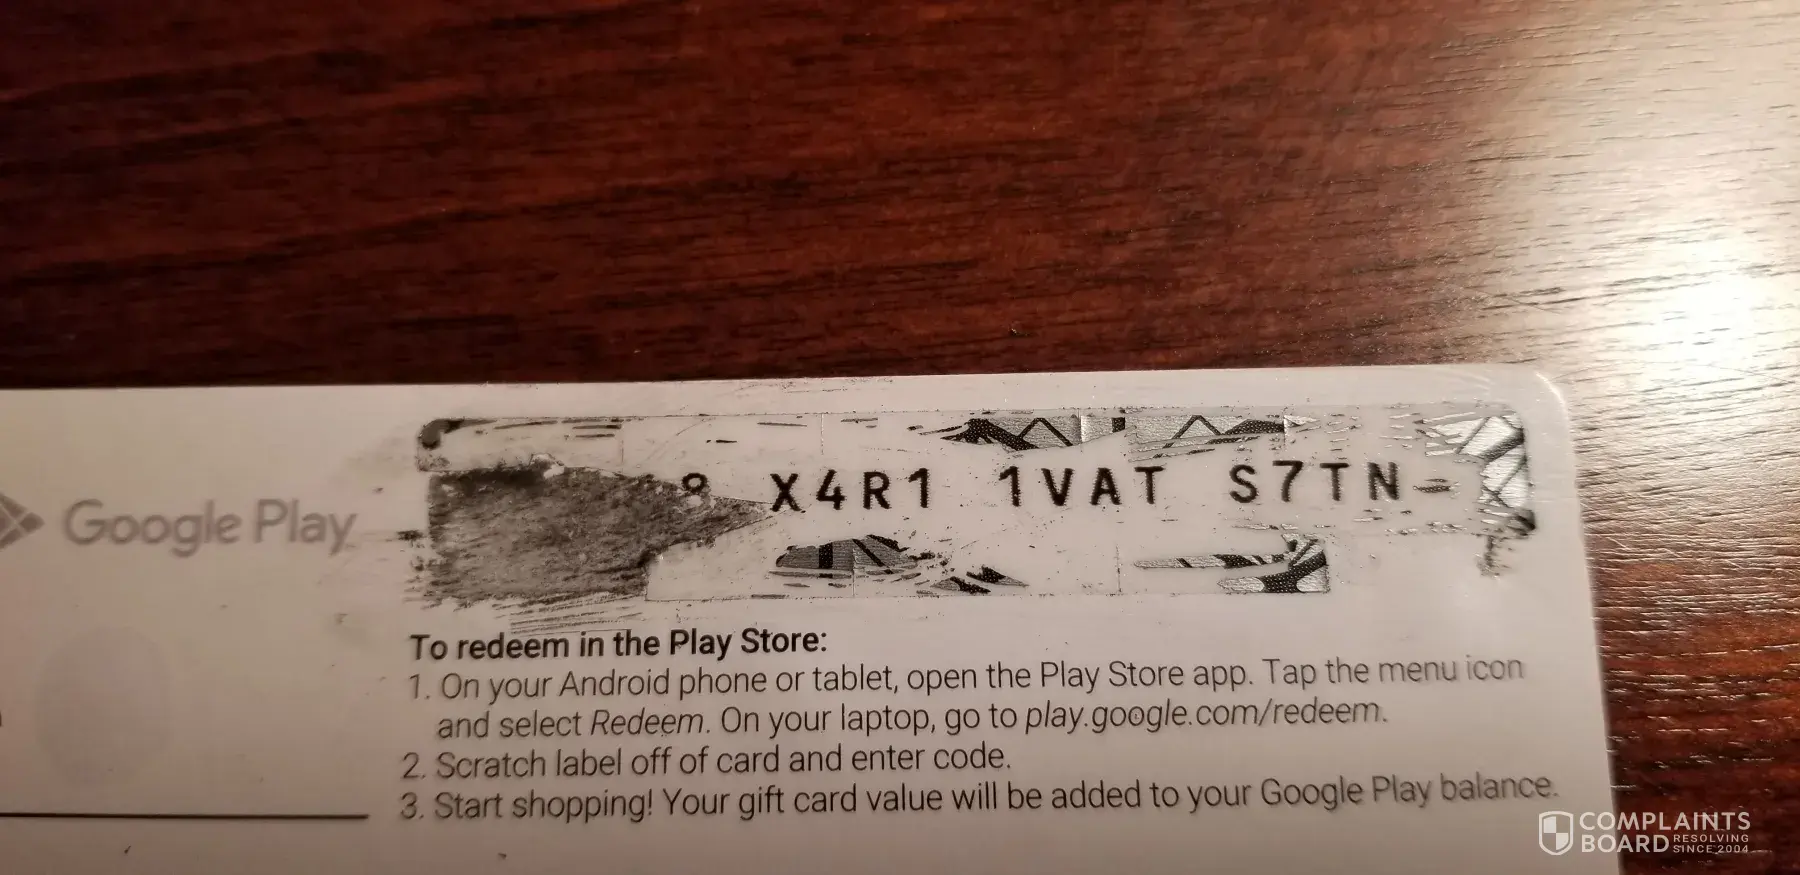 X4R1 1VAT S7TN
Google Play
To redeem in the Play Store:
1. On your Android phone or tablet, open the Play Store app. Tap the menu icon
and select Redeem. On your laptop, go to play.google.com/redeem.
2. Scratch label off of card and enter code.
3. Start shopping! Your gift card value will be added to your Google Play balance.
COMPLAINTS
BOARD RESOLVING
SINCE 2004